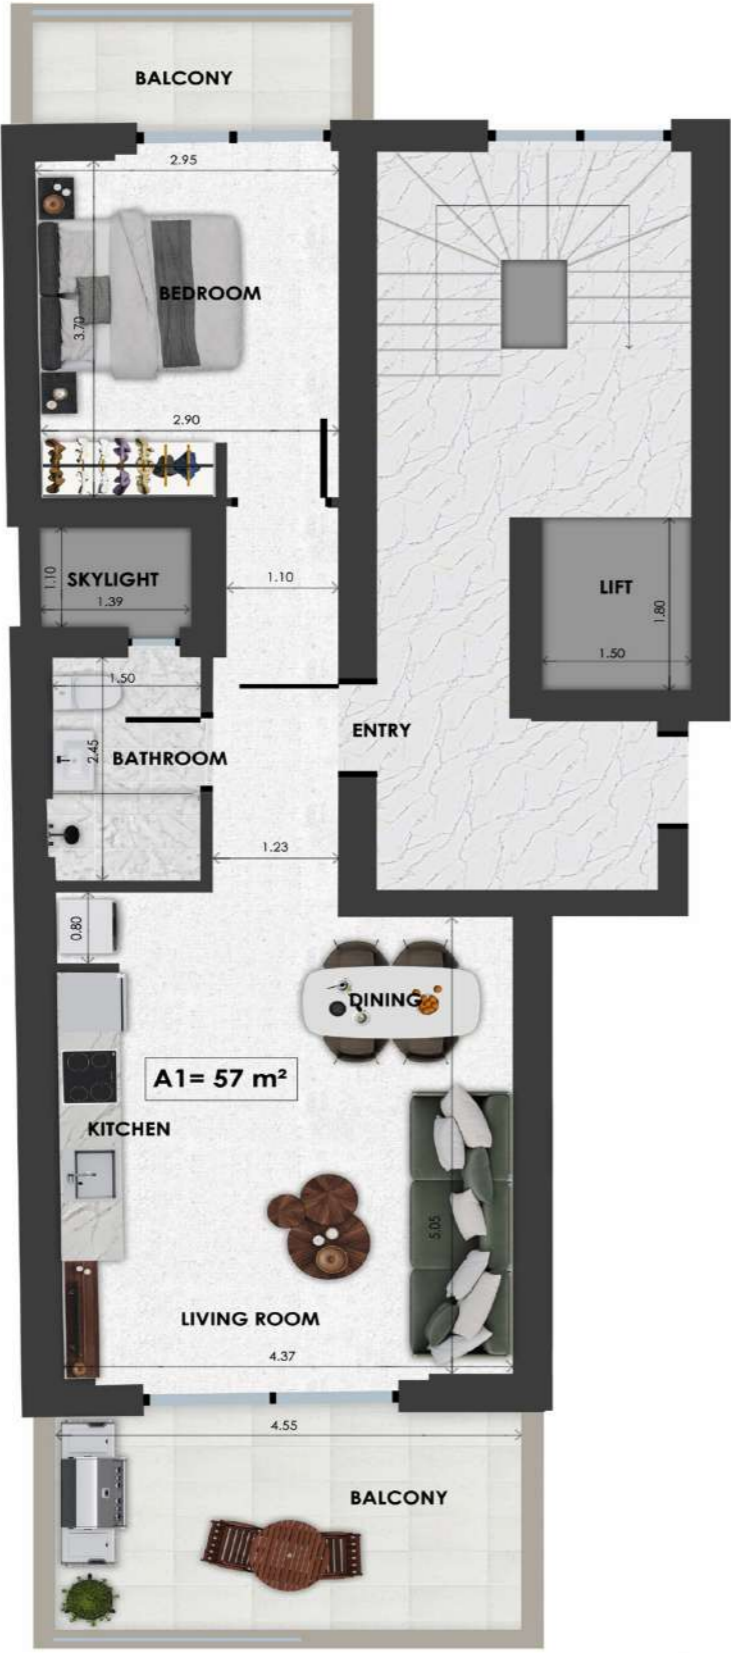 BALCONY
2.95
BEDROOM
3.70
2.90
SKYLIGHT
1.10
1.39
1.10
LIFT
1.80
1.50
1.50
ENTRY
BATHROOM
2.45
1.23
0.80
DINING
A1= 57 m²
KITCHEN
5.05
LIVING ROOM
4.37
4.55
BALCONY